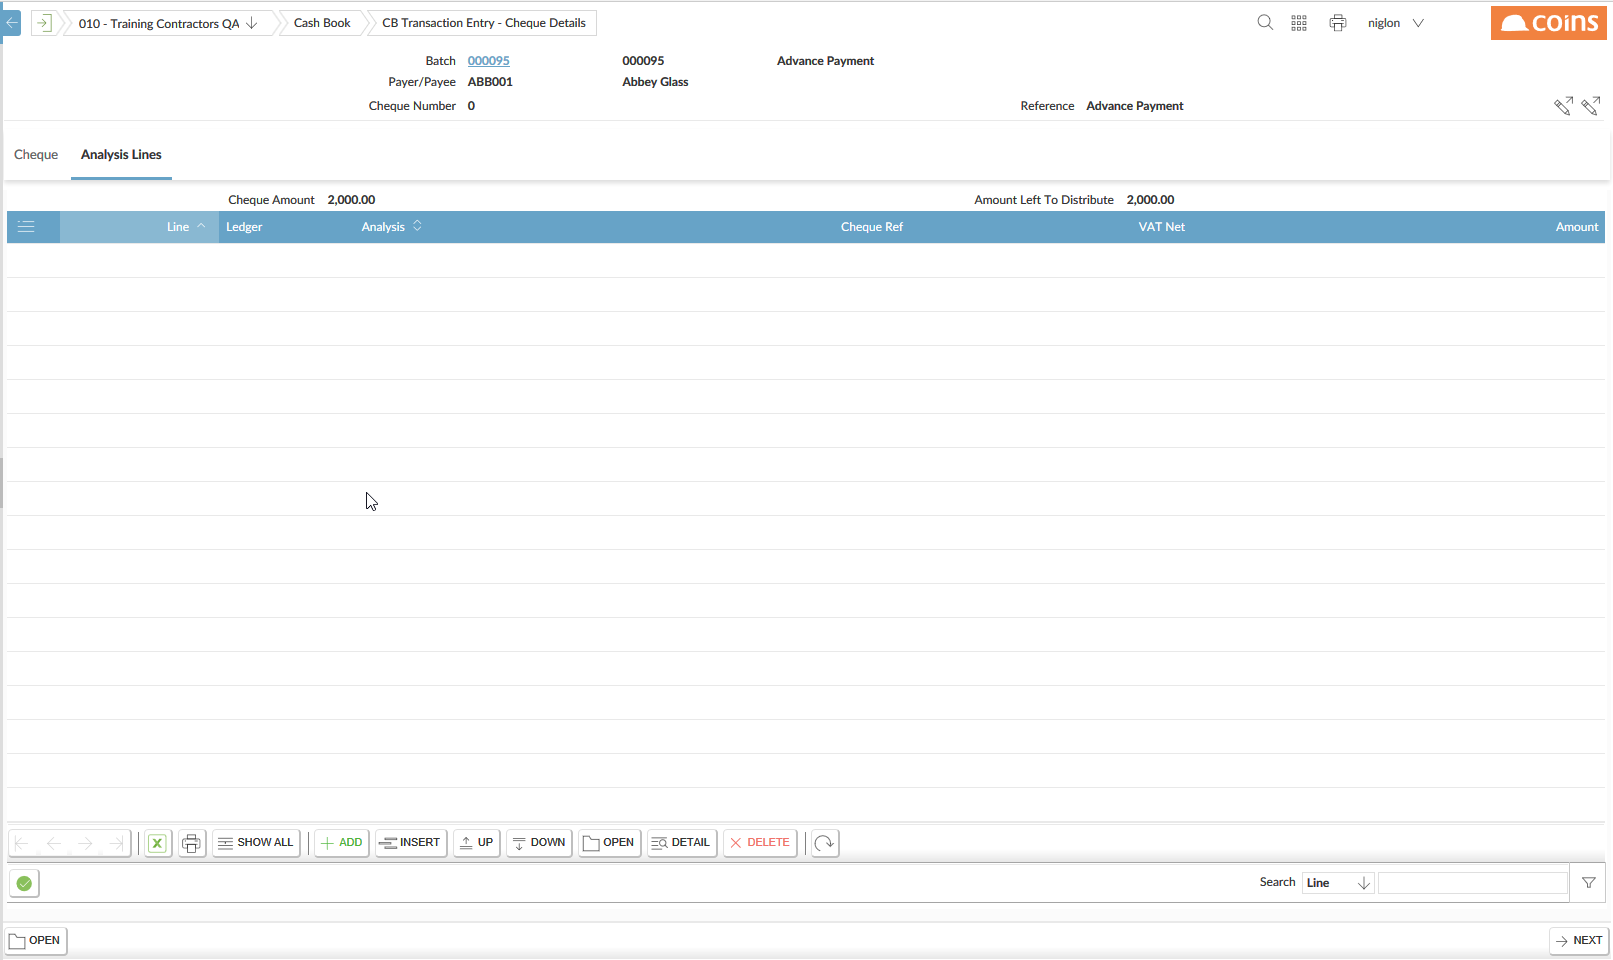 010 - Training Contractors QA Cash Book CB Transaction Entry - Cheque Details niglon coins
Batch 000095 000095 Advance Payment
Payer/Payee ABB001 Abbey Glass
Cheque Number 0 Reference Advance Payment
Cheque Analysis Lines
Cheque Amount 2,000.00 Amount Left To Distribute 2,000.00
Line Ledger Analysis Cheque Ref VAT Net Amount
SHOW ALL ADD INSERT UP DOWN OPEN DETAIL DELETE
Search Line
OPEN NEXT